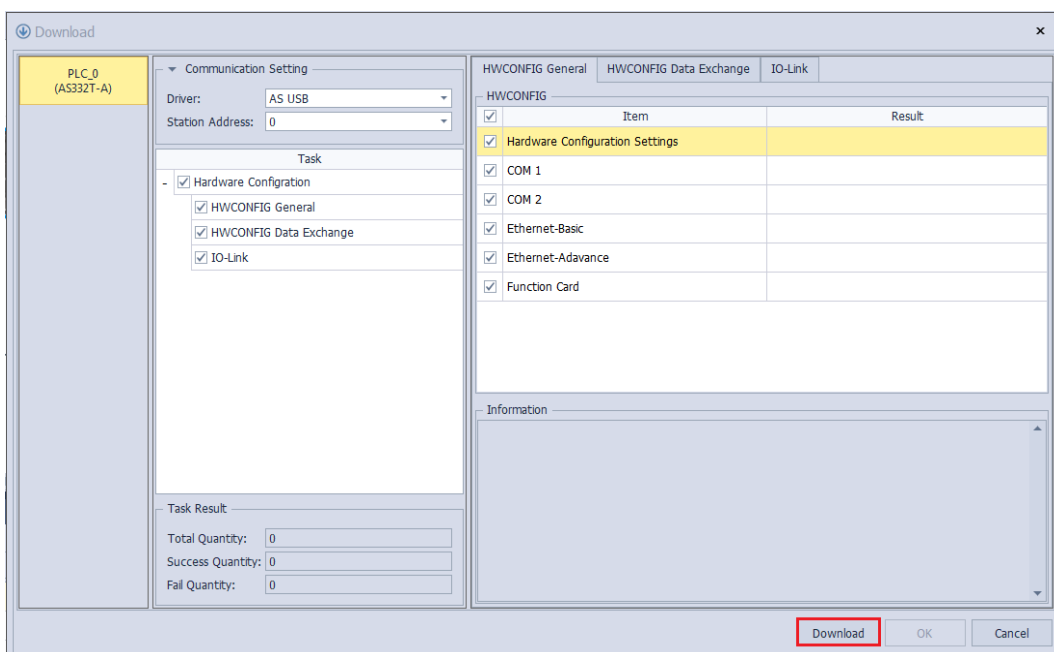 Download
PLC_0
(AS332T-A)
Communication Setting
Driver: AS USB
Station Address: 0
Task
Hardware Configration
HWCONFIG General
HWCONFIG Data Exchange
IO-Link
Task Result
Total Quantity: 0
Success Quantity: 0
Fail Quantity: 0
HWCONFIG General HWCONFIG Data Exchange IO-Link
HWCONFIG
Item Result
Hardware Configuration Settings
COM 1
COM 2
Ethernet-Basic
Ethernet-Adavance
Function Card
Information
Download OK Cancel